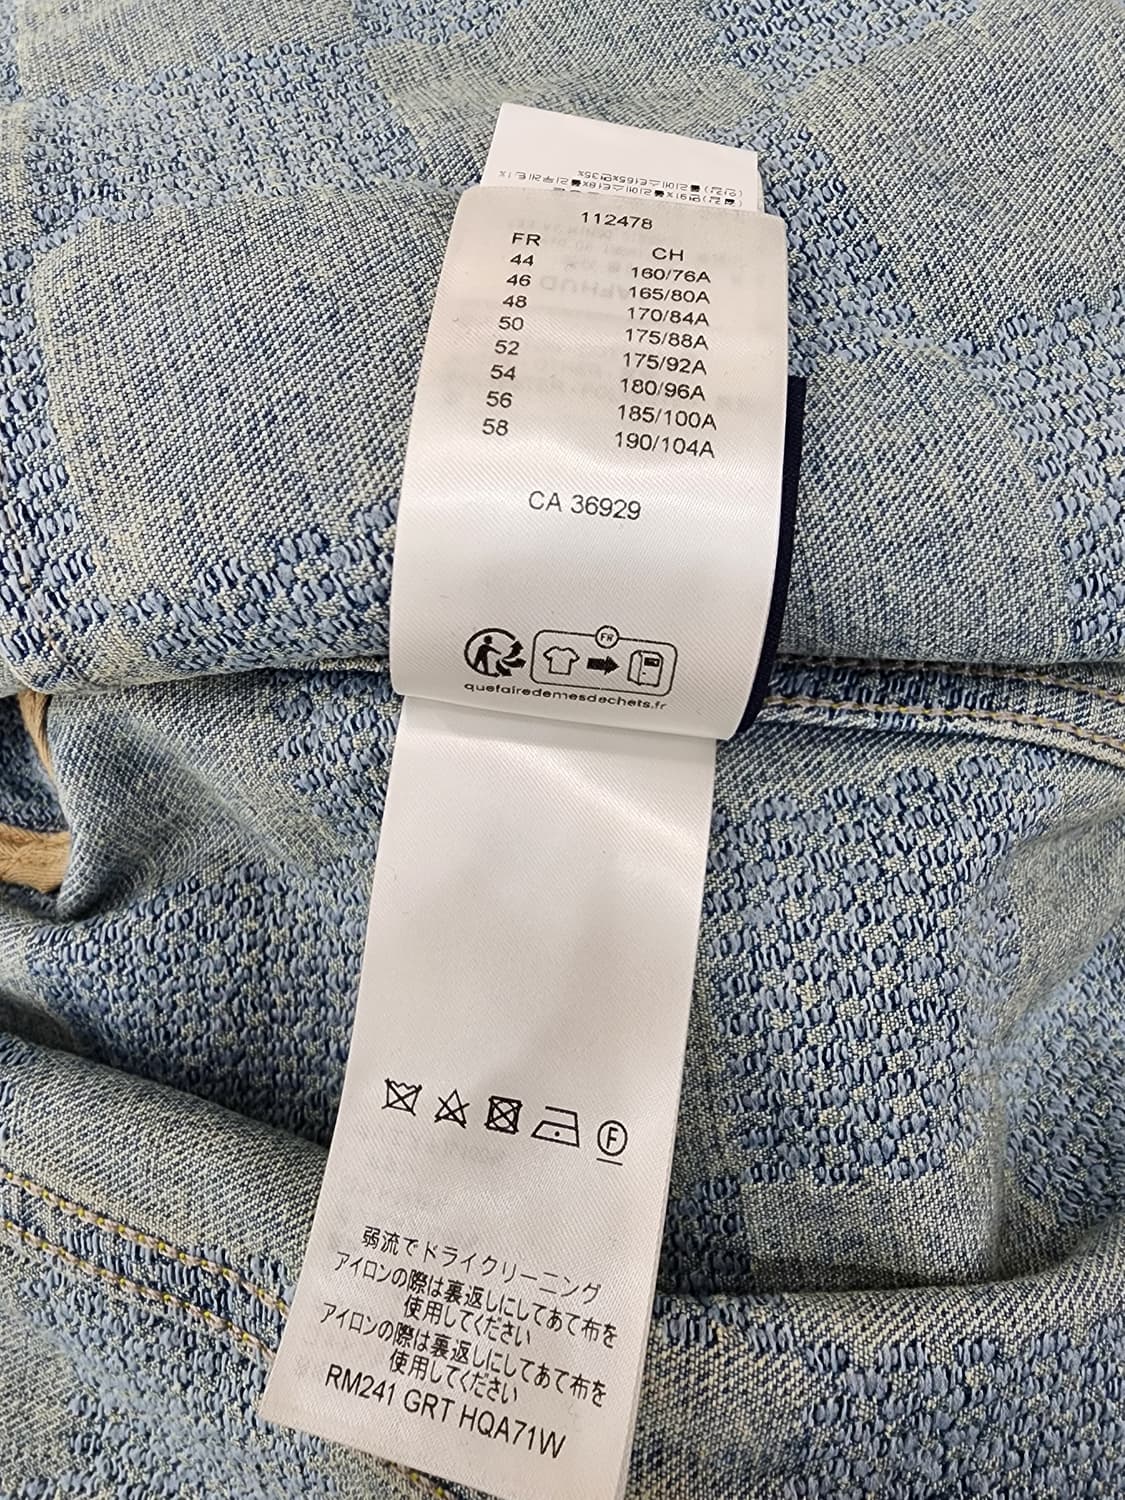 112478
FR CH
44 160/76A
46 165/80A
48 170/84A
50 175/88A
52 175/92A
54 180/96A
56 185/100A
58 190/104A
CA 36929
FR
quefairedemesdechets.fr
F
弱流でドライクリーニング
アイロンの際は裏返しにしてあて布を
使用してください
アイロンの際は裏返しにしてあて布を
使用してください
RM241 GRT HQA71W